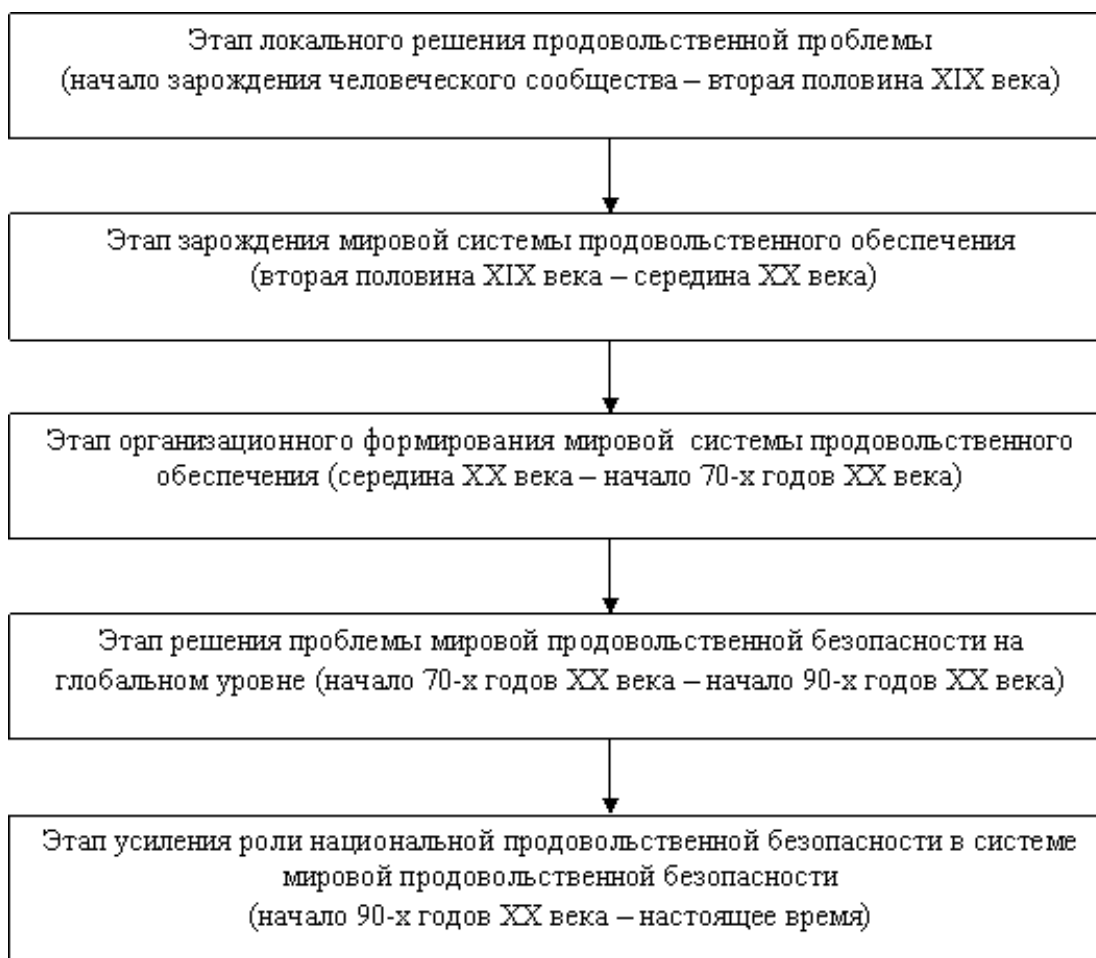 Этап локального решения продовольственной проблемы
(начало зарождения человеческого сообщества – вторая половина XIX века)
Этап зарождения мировой системы продовольственного обеспечения
(вторая половина XIX века – середина XX века)
Этап организационного формирования мировой системы продовольственного
обеспечения (середина XX века – начало 70-х годов XX века)
Этап решения проблемы мировой продовольственной безопасности на
глобальном уровне (начало 70-х годов XX века – начало 90-х годов XX века)
Этап усиления роли национальной продовольственной безопасности в системе
мировой продовольственной безопасности
(начало 90-х годов XX века – настоящее время)